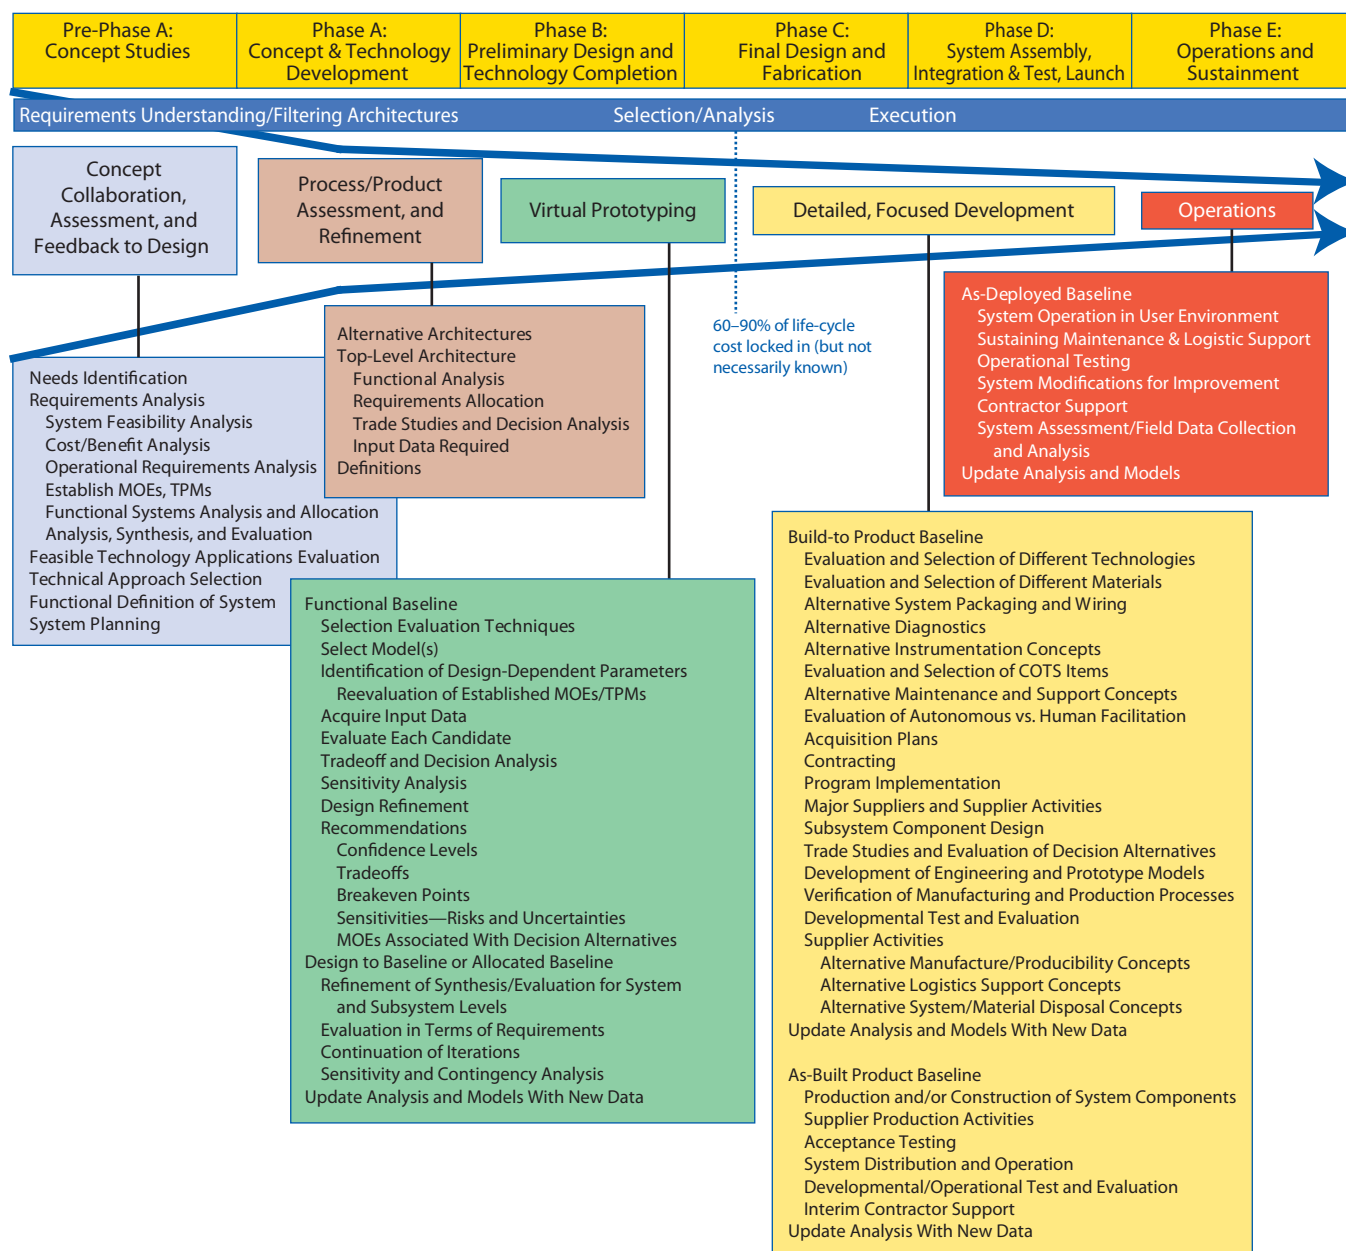 Pre-Phase A:
Concept Studies
Phase A:
Concept & Technology
Development
Phase B:
Preliminary Design and
Technology Completion
Phase C:
Final Design and
Fabrication
Phase D:
System Assembly,
Integration & Test, Launch
Phase E:
Operations and
Sustainment
Requirements Understanding/Filtering Architectures
Selection/Analysis
Execution
Concept
Collaboration,
Assessment, and
Feedback to Design
Process/Product
Assessment, and
Refinement
Virtual Prototyping
Detailed, Focused Development
Operations
60–90% of life-cycle
cost locked in (but not
necessarily known)
Needs Identification
Requirements Analysis
System Feasibility Analysis
Cost/Benefit Analysis
Operational Requirements Analysis
Establish MOEs, TPMs
Functional Systems Analysis and Allocation
Analysis, Synthesis, and Evaluation
Feasible Technology Applications Evaluation
Technical Approach Selection
Functional Definition of System
System Planning
Alternative Architectures
Top-Level Architecture
Functional Analysis
Requirements Allocation
Trade Studies and Decision Analysis
Input Data Required
Definitions
Functional Baseline
Selection Evaluation Techniques
Select Model(s)
Identification of Design-Dependent Parameters
Reevaluation of Established MOEs/TPMs
Acquire Input Data
Evaluate Each Candidate
Tradeoff and Decision Analysis
Sensitivity Analysis
Design Refinement
Recommendations
Confidence Levels
Tradeoffs
Breakeven Points
Sensitivities—Risks and Uncertainties
MOEs Associated With Decision Alternatives
Design to Baseline or Allocated Baseline
Refinement of Synthesis/Evaluation for System
and Subsystem Levels
Evaluation in Terms of Requirements
Continuation of Iterations
Sensitivity and Contingency Analysis
Update Analysis and Models With New Data
Build-to Product Baseline
Evaluation and Selection of Different Technologies
Evaluation and Selection of Different Materials
Alternative System Packaging and Wiring
Alternative Diagnostics
Alternative Instrumentation Concepts
Evaluation and Selection of COTS Items
Alternative Maintenance and Support Concepts
Evaluation of Autonomous vs. Human Facilitation
Acquisition Plans
Contracting
Program Implementation
Major Suppliers and Supplier Activities
Subsystem Component Design
Trade Studies and Evaluation of Decision Alternatives
Development of Engineering and Prototype Models
Verification of Manufacturing and Production Processes
Developmental Test and Evaluation
Supplier Activities
Alternative Manufacture/Producibility Concepts
Alternative Logistics Support Concepts
Alternative System/Material Disposal Concepts
Update Analysis and Models With New Data
As-Built Product Baseline
Production and/or Construction of System Components
Supplier Production Activities
Acceptance Testing
System Distribution and Operation
Developmental/Operational Test and Evaluation
Interim Contractor Support
Update Analysis With New Data
As-Deployed Baseline
System Operation in User Environment
Sustaining Maintenance & Logistic Support
Operational Testing
System Modifications for Improvement
Contractor Support
System Assessment/Field Data Collection
and Analysis
Update Analysis and Models